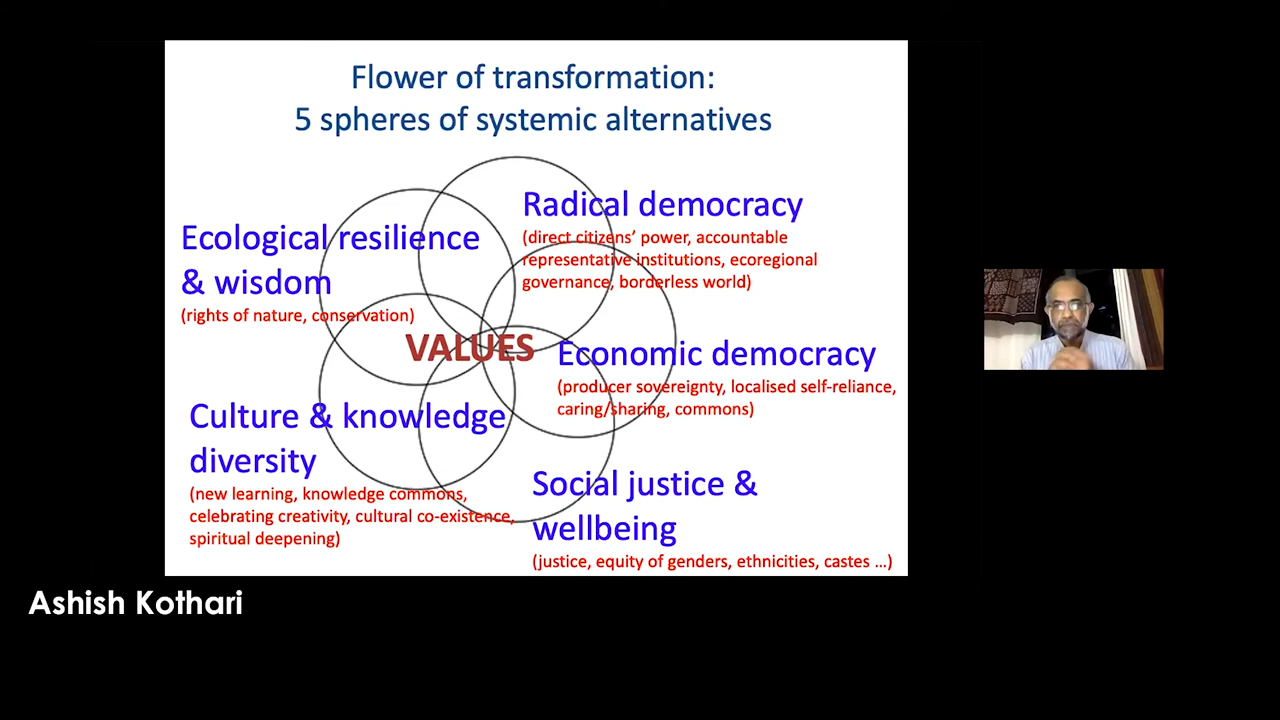 Flower of transformation:
5 spheres of systemic alternatives
Radical democracy
(direct citizens’ power, accountable
representative institutions, ecoregional
governance, borderless world)
Ecological resilience
& wisdom
(rights of nature, conservation)
VALUES
Economic democracy
(producer sovereignty, localised self-reliance,
caring/sharing, commons)
Culture & knowledge
diversity
(new learning, knowledge commons,
celebrating creativity, cultural co-existence,
spiritual deepening)
Social justice &
wellbeing
(justice, equity of genders, ethnicities, castes ...)
Ashish Kothari